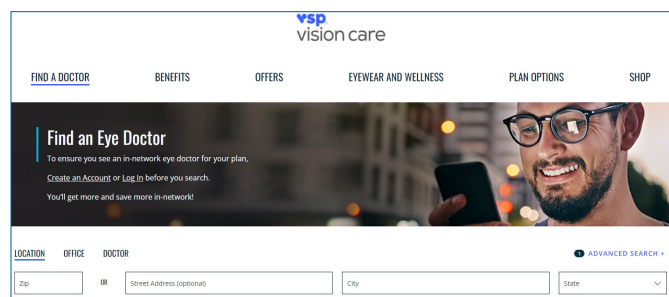 vsp.
vision care
FIND A DOCTOR BENEFITS OFFERS EYEWEAR AND WELLNESS PLAN OPTIONS SHOP
Find an Eye Doctor
To ensure you see an in-network eye doctor for your plan,
Create an Account or Log In before you search.
You'll get more and save more in-network!
LOCATION OFFICE DOCTOR 1 ADVANCED SEARCH +
Zip OR Street Address (optional) City State